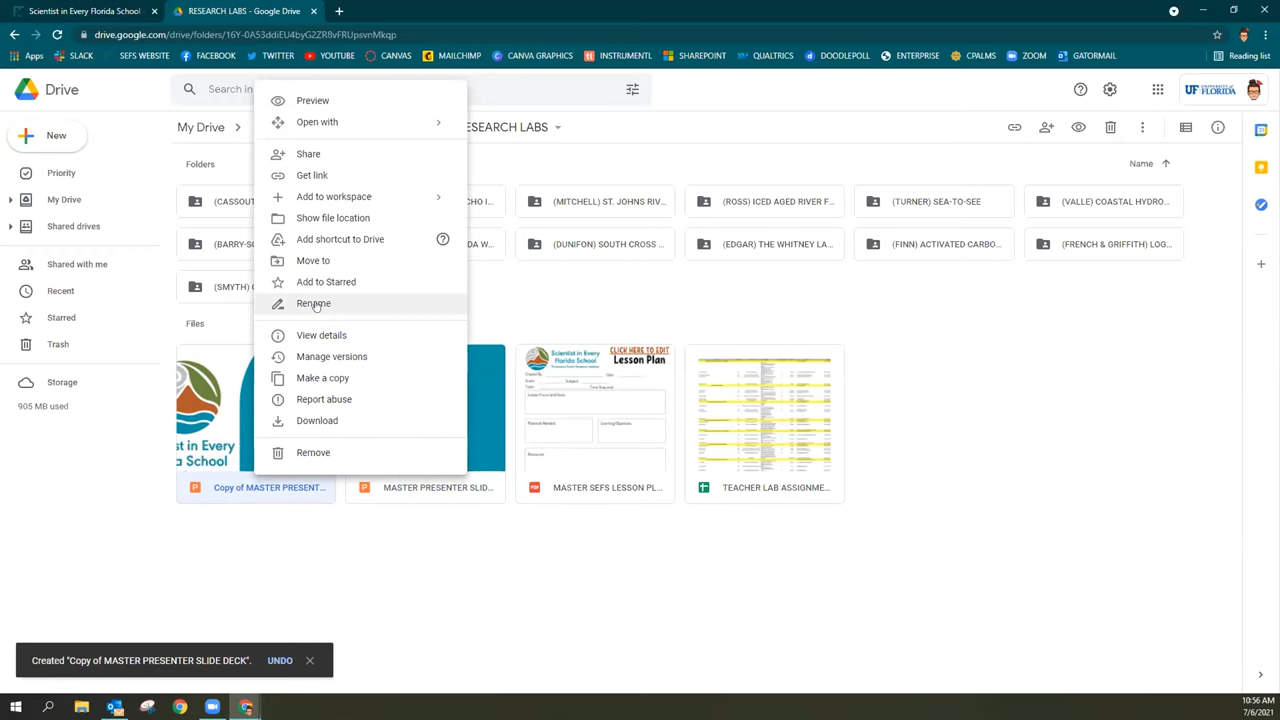 Scientist in Every Florida School ×
RESEARCH LABS - Google Drive ×
drive.google.com/drive/folders/16Y-0A53ddiEU4byG2ZR8vFRUpsvnMkqp
Apps SLACK SEFS WEBSITE FACEBOOK TWITTER YOUTUBE CANVAS MAILCHIMP CANVA GRAPHICS INSTRUMENTL SHAREPOINT QUALTRICS DOODLEPOLL ENTERPRISE CPALMS ZOOM GATORMAIL Reading list
Drive
Search in
UF FLORIDA
New
My Drive
RESEARCH LABS
Folders
Name
Priority
My Drive
Shared drives
Shared with me
Recent
Starred
Trash
Storage
905 MB used
Preview
Open with
Share
Get link
Add to workspace
Show file location
Add shortcut to Drive
Move to
Add to Starred
Rename
View details
Manage versions
Make a copy
Report abuse
Download
Remove
(MITCHELL) ST. JOHNS RIV...
(ROSS) ICED AGED RIVER F...
(TURNER) SEA-TO-SEE
(VALLE) COASTAL HYDRO...
(DUNIFON) SOUTH CROSS ...
(EDGAR) THE WHITNEY LA...
(FINN) ACTIVATED CARBO...
(FRENCH & GRIFFITH) LOG...
(SMYTH)
Files
Scientist in Every
Florida School
CLICK HERE TO EDIT
Lesson Plan
Copy of MASTER PRESENT...
MASTER PRESENTER SLID...
MASTER SEFS LESSON PL...
TEACHER LAB ASSIGNME...
Created "Copy of MASTER PRESENTER SLIDE DECK". UNDO
10:56 AM
7/6/2021